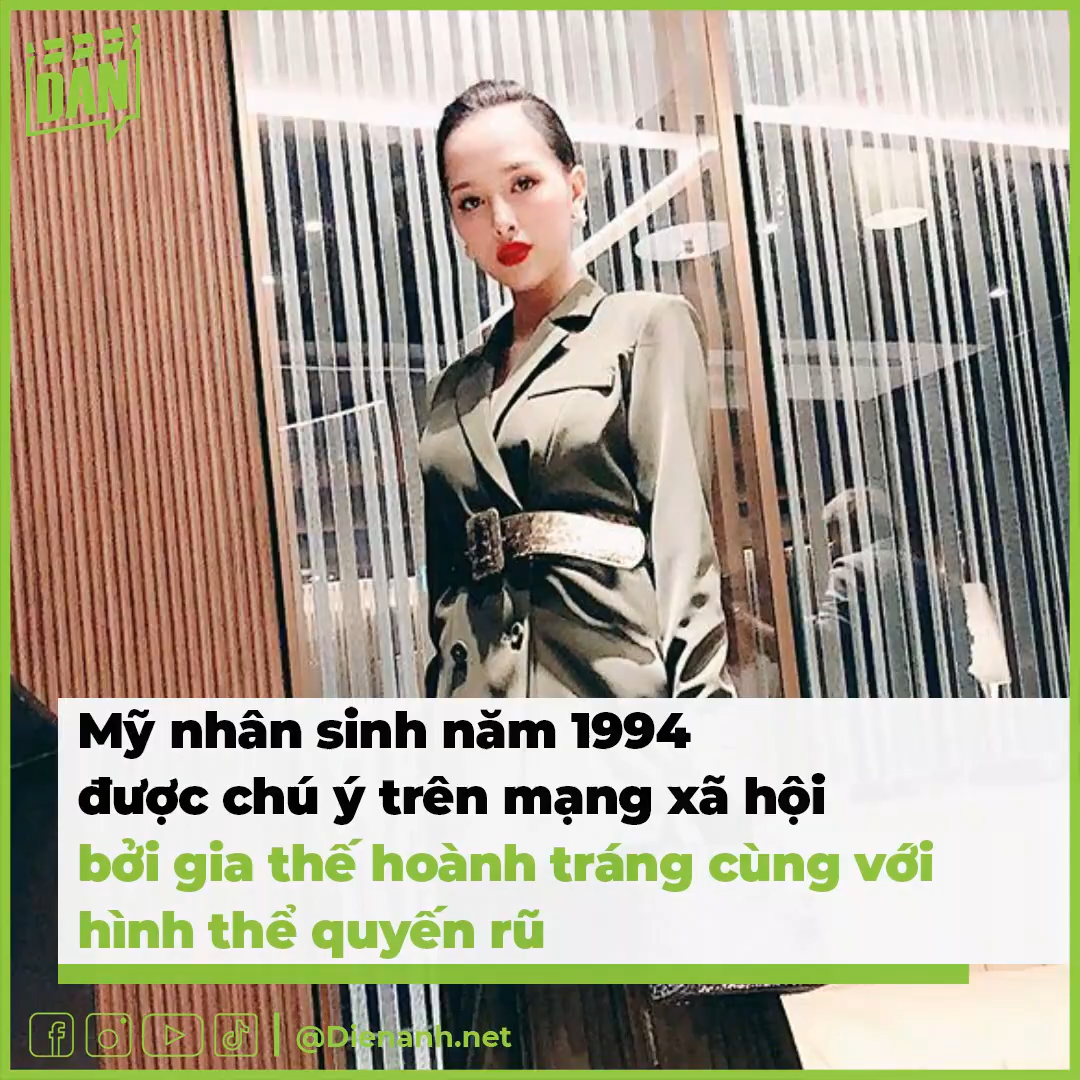 DAN
Mỹ nhân sinh năm 1994
được chú ý trên mạng xã hội
bởi gia thế hoành tráng cùng với
hình thể quyến rũ
@Dienanh.net